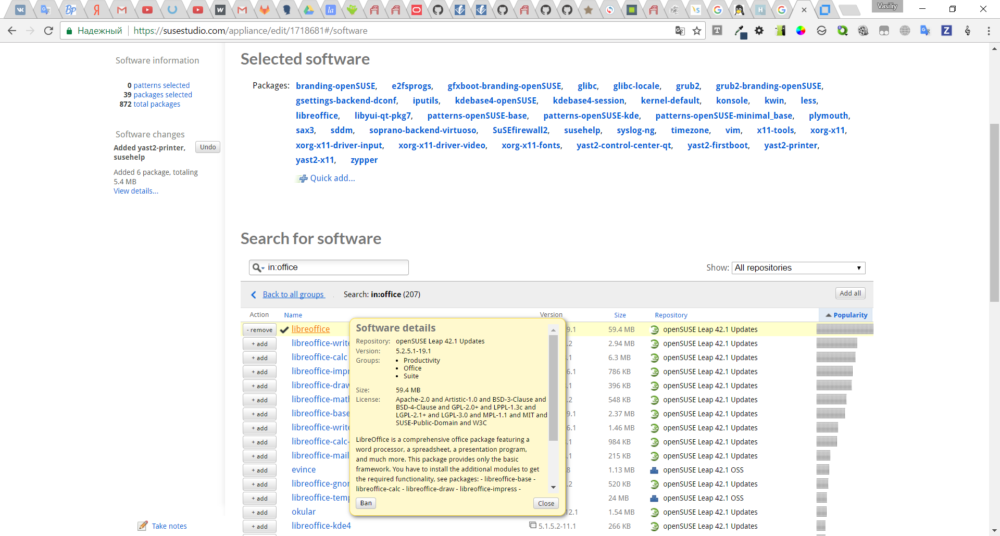 Vasiliy
Надежный
https://susestudio.com/appliance/edit/1718681#/software
Software information
0 patterns selected
39 packages selected
872 total packages
Software changes
Added yast2-printer, susehelp
Undo
Added 6 package, totaling
5.4 MB
View details...
Take notes
Selected software
Packages: branding-openSUSE, e2fsprogs, gfxboot-branding-openSUSE, glibc, glibc-locale, grub2, grub2-branding-openSUSE,
gsettings-backend-dconf, iputils, kdebase4-openSUSE, kdebase4-session, kernel-default, konsole, kwin, less,
libreoffice, libyui-qt-pkg7, patterns-openSUSE-base, patterns-openSUSE-kde, patterns-openSUSE-minimal_base, plymouth,
sax3, sddm, soprano-backend-virtuoso, SuSEfirewall2, susehelp, syslog-ng, timezone, vim, x11-tools, xorg-x11,
xorg-x11-driver-input, xorg-x11-driver-video, xorg-x11-fonts, yast2-control-center-qt, yast2-firstboot, yast2-printer,
yast2-x11, zypper
Quick add...
Search for software
in:office
Show: All repositories
Back to all groups Search: in:office (207) Add all
Action Name Version Size Repository Popularity
- remove libreoffice 9.1 59.4 MB openSUSE Leap 42.1 Updates
+ add libreoffice-write .2 2.94 MB openSUSE Leap 42.1 Updates
+ add libreoffice-calc .1 6.3 MB openSUSE Leap 42.1 Updates
+ add libreoffice-impr 6.1 786 KB openSUSE Leap 42.1 Updates
+ add libreoffice-draw .1 396 KB openSUSE Leap 42.1 Updates
+ add libreoffice-math .2 548 KB openSUSE Leap 42.1 Updates
+ add libreoffice-base 9.1 2.37 MB openSUSE Leap 42.1 Updates
+ add libreoffice-write 6.1 1.46 MB openSUSE Leap 42.1 Updates
+ add libreoffice-calc- .1 984 KB openSUSE Leap 42.1 Updates
+ add libreoffice-mail .1 215 KB openSUSE Leap 42.1 Updates
+ add evince .8 1.13 MB openSUSE Leap 42.1 OSS
+ add libreoffice-gnor .2 520 KB openSUSE Leap 42.1 Updates
+ add libreoffice-temp 24 MB openSUSE Leap 42.1 OSS
+ add okular 12.1 1.54 MB openSUSE Leap 42.1 Updates
+ add libreoffice-kde4 5.1.5.2-11.1 266 KB openSUSE Leap 42.1 Updates
Software details
Repository: openSUSE Leap 42.1 Updates
Version: 5.2.5.1-19.1
Groups: • Productivity
• Office
• Suite
Size: 59.4 MB
License: Apache-2.0 and Artistic-1.0 and BSD-3-Clause and
BSD-4-Clause and GPL-2.0+ and LPPL-1.3c and
LGPL-2.1+ and LGPL-3.0 and MPL-1.1 and MIT and
SUSE-Public-Domain and W3C
LibreOffice is a comprehensive office package featuring a
word processor, a spreadsheet, a presentation program,
and much more. This package provides only the basic
framework. You have to install the additional modules to get
the required functionality, see packages: - libreoffice-base -
libreoffice-calc - libreoffice-draw - libreoffice-impress -
Ban Close